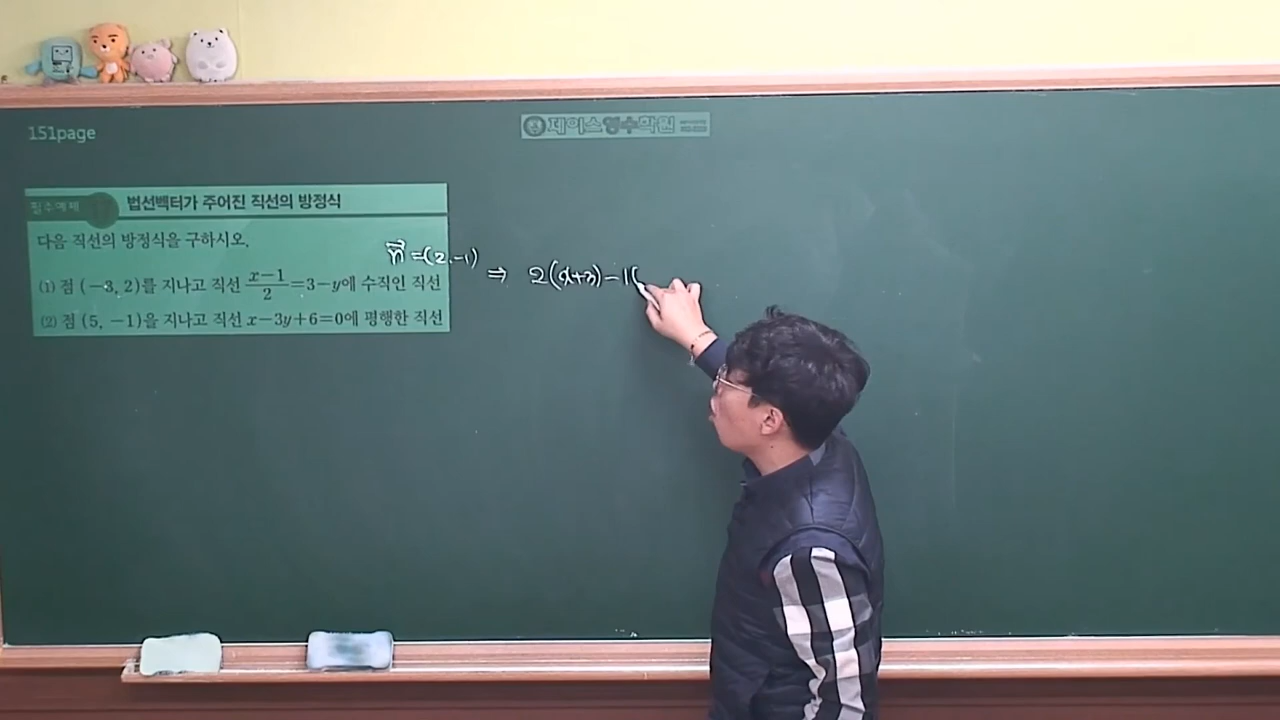 151page
제이스영수학원
필수예제 법선벡터가 주어진 직선의 방정식
다음 직선의 방정식을 구하시오.
(1) 점 (−3, 2)를 지나고 직선 \frac{x−1}{2}=3−y에 수직인 직선
(2) 점 (5, −1)을 지나고 직선 x−3y+6=0에 평행한 직선
\vec{n}=(2,-1) ⇒ 2(x+3)-1(